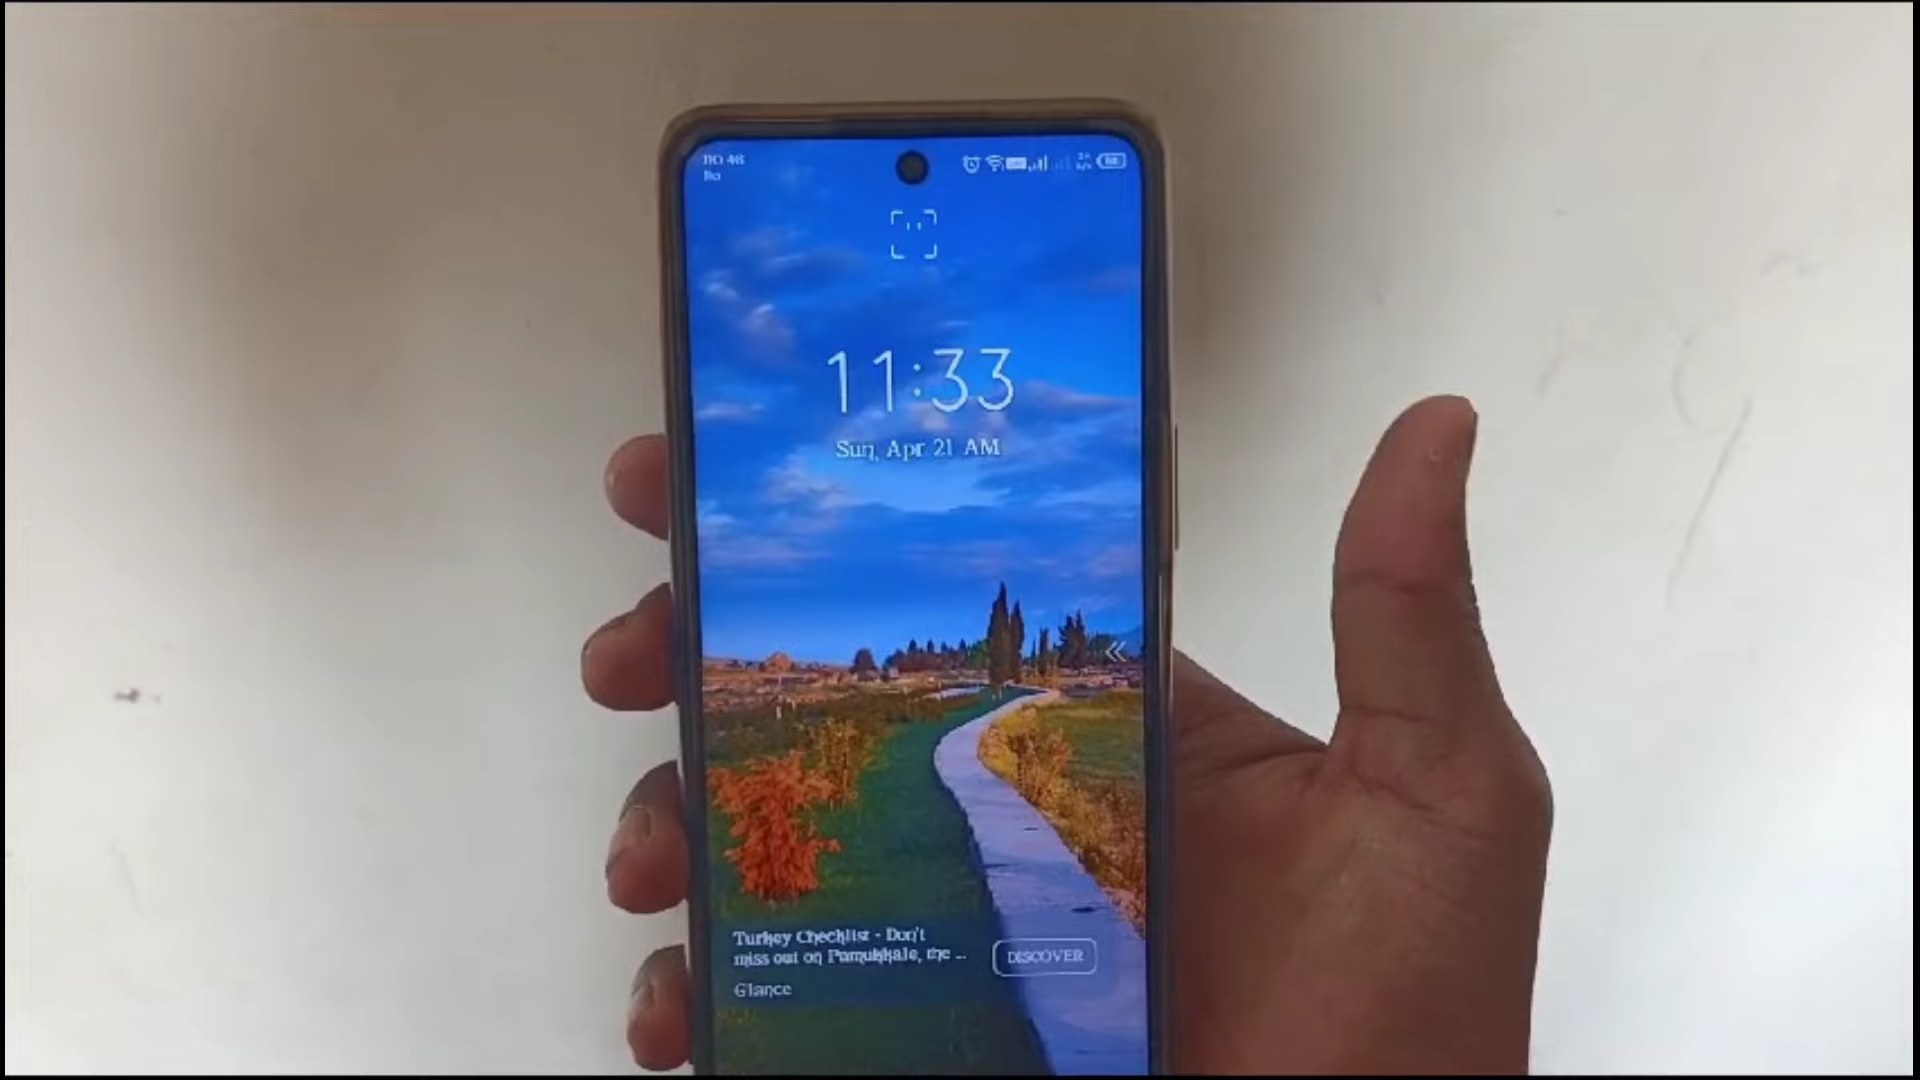 11:33
Sun, Apr 21 AM
Turkey Checklist - Don't
miss out on Pamukkale, the ...
DISCOVER
Glance